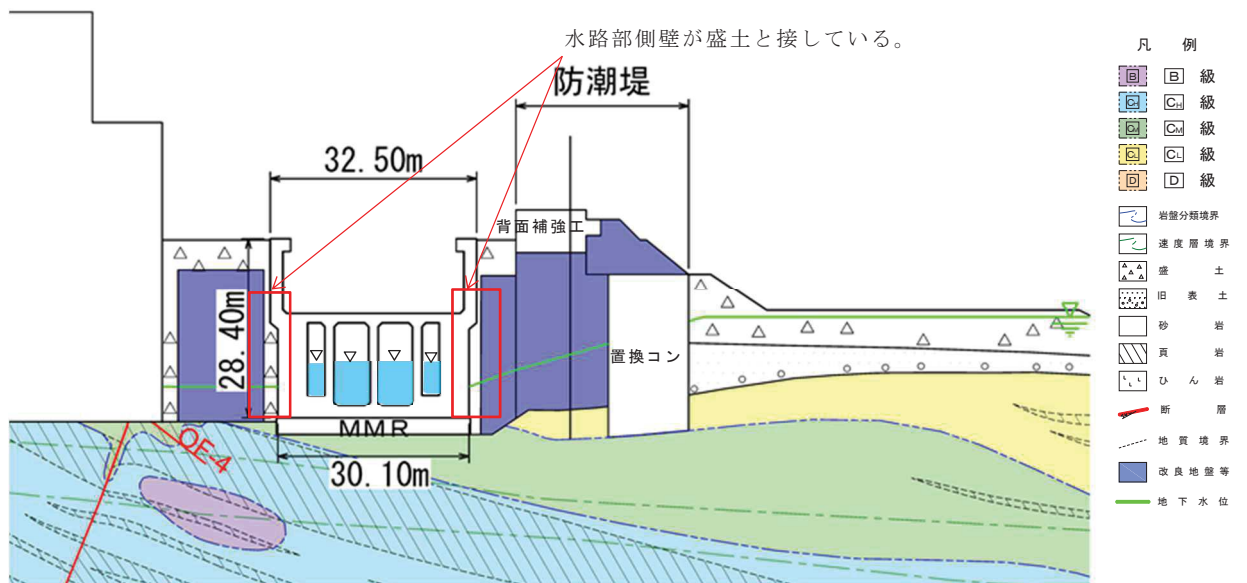 水路部側壁が盛土と接している。
防潮堤
32.50m
背面補強工
28.40m
置換コン
MMR
OF-4
30.10m
凡 例
B B 級
CH CH 級
CM CM 級
CL CL 級
D D 級
岩盤分類境界
速度層境界
盛 土
旧 表 土
砂 岩
頁 岩
ひ ん 岩
断 層
地 質 境 界
改 良 地 盤 等
地 下 水 位